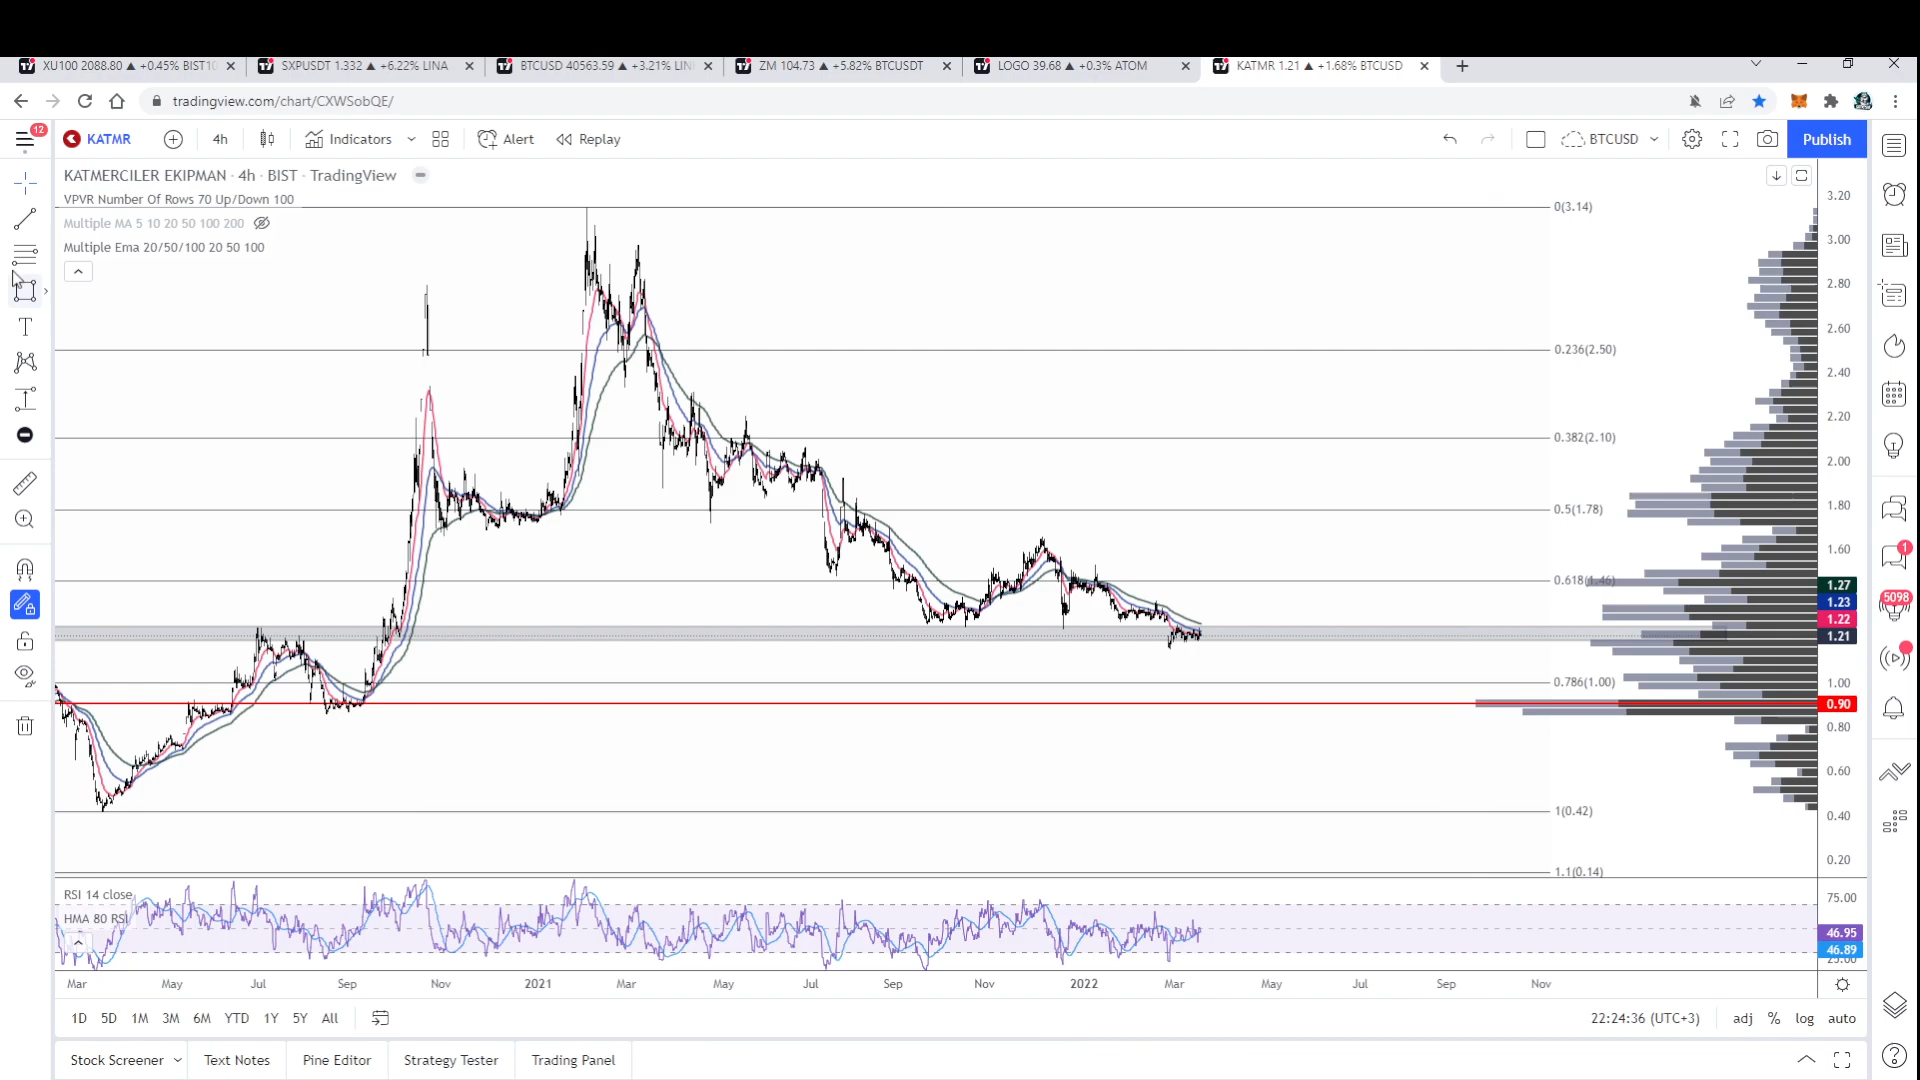 XU100 2088.80 ▲ +0.45% BIST10
SXPUSDT 1.332 ▲ +6.22% LINA
BTCUSD 40563.59 ▲ +3.21% LIN
ZM 104.73 ▲ +5.82% BTCUSDT
LOGO 39.68 ▲ +0.3% ATOM
KATMR 1.21 ▲ +1.68% BTCUSD
tradingview.com/chart/CXWSobQE/
12
KATMR
4h
Indicators
Alert
Replay
BTCUSD
Publish
KATMERCILER EKIPMAN · 4h · BIST · TradingView
VPVR Number Of Rows 70 Up/Down 100
Multiple MA 5 10 20 50 100 200
Multiple Ema 20/50/100 20 50 100
0(3.14)
0.236(2.50)
0.382(2.10)
0.5(1.78)
0.618(1.46)
0.786(1.00)
1(0.42)
1.1(0.14)
3.20
3.00
2.80
2.60
2.40
2.20
2.00
1.80
1.60
1.27
1.23
1.22
1.21
1.00
0.90
0.80
0.60
0.40
0.20
1
5098
RSI 14 close
HMA 80 RSI
75.00
46.95
46.89
25.00
Mar May Jul Sep Nov 2021 Mar May Jul Sep Nov 2022 Mar May Jul Sep Nov
1D 5D 1M 3M 6M YTD 1Y 5Y All
22:24:36 (UTC+3) adj % log auto
Stock Screener Text Notes Pine Editor Strategy Tester Trading Panel